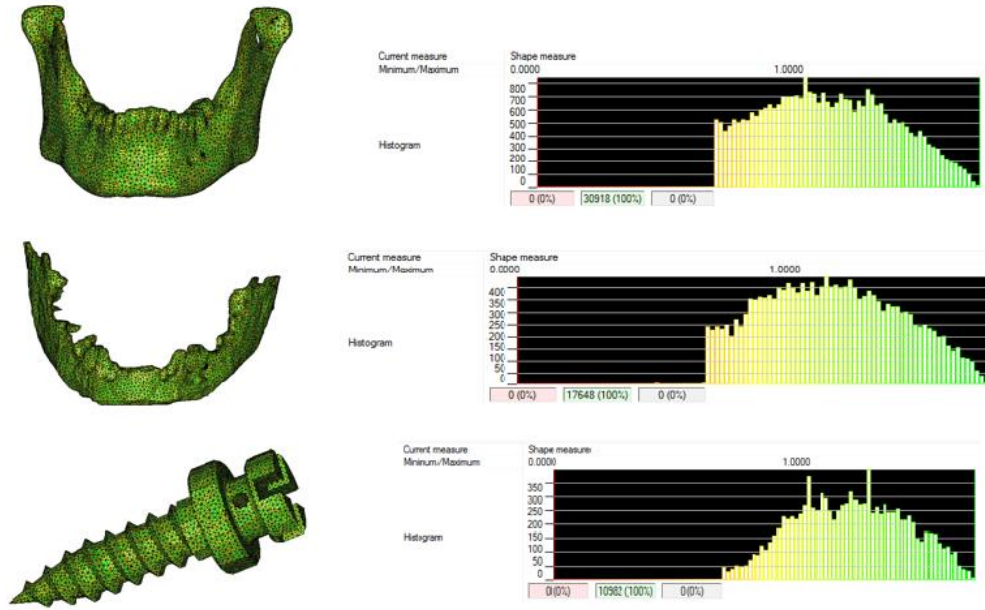 Current measure Shape measure
Minimum/Maximum 0.0000 1.0000
Histogram
800
700
600
500
400
300
200
100
0
0 (0%) 30918 (100%) 0 (0%)
Current measure Shape measure
Minimum/Maximum 0.0000 1.0000
Histogram
400
350
300
250
200
150
100
50
0
0 (0%) 17648 (100%) 0 (0%)
Current measure Shape measure
Minimum/Maximum 0.0000 1.0000
Histogram
350
300
250
200
150
100
50
0
0(0%) 10982 (100%) 0(0%)